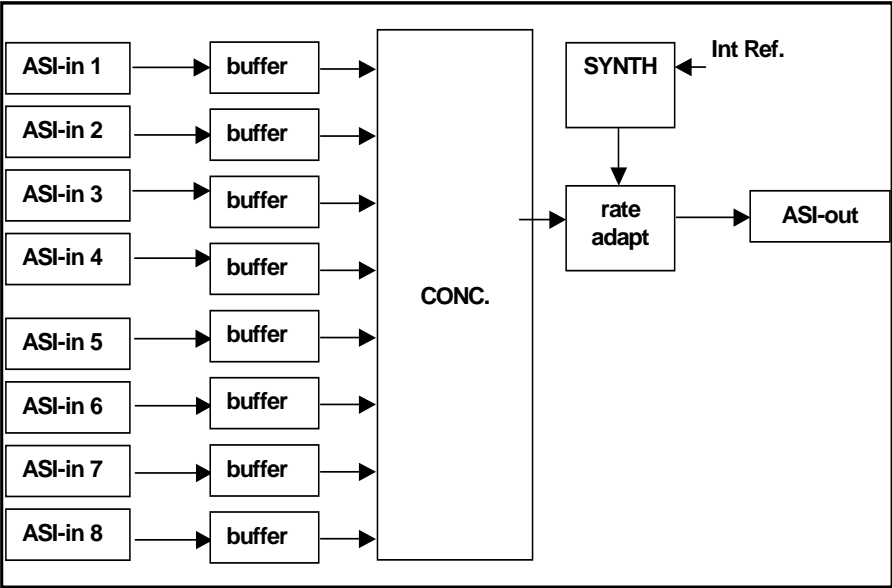 ASI-in 1
buffer
ASI-in 2
buffer
ASI-in 3
buffer
ASI-in 4
buffer
ASI-in 5
buffer
ASI-in 6
buffer
ASI-in 7
buffer
ASI-in 8
buffer
CONC.
SYNTH
Int Ref.
rate
adapt
ASI-out